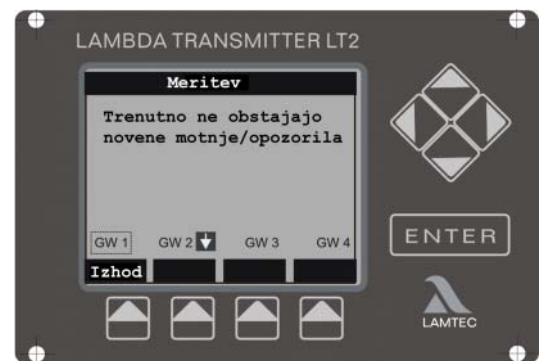 LAMBDA TRANSMITTER LT2
Meritev
Trenutno ne obstajajo
novene motnje/opozorila
GW 1 GW 2 GW 3 GW 4
Izhod
ENTER
LAMTEC